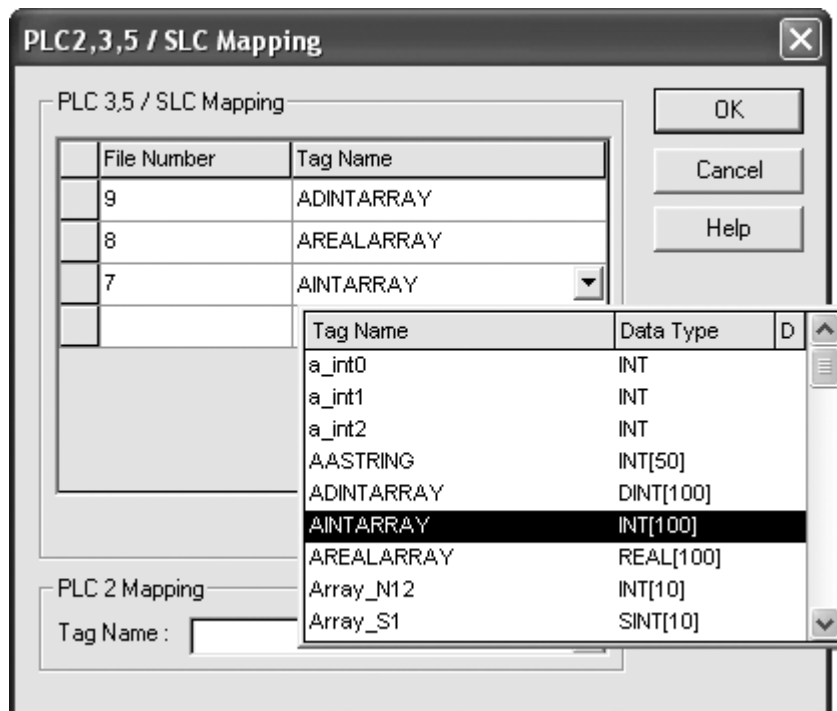 PLC2,3,5 / SLC Mapping
PLC 3,5 / SLC Mapping
File Number Tag Name
9 ADINTARRAY
8 AREALARRAY
7 AINTARRAY
OK
Cancel
Help
Tag Name Data Type D
a_int0 INT
a_int1 INT
a_int2 INT
AASTRING INT[50]
ADINTARRAY DINT[100]
AINTARRAY INT[100]
AREALARRAY REAL[100]
Array_N12 INT[10]
Array_S1 SINT[10]
PLC 2 Mapping
Tag Name :